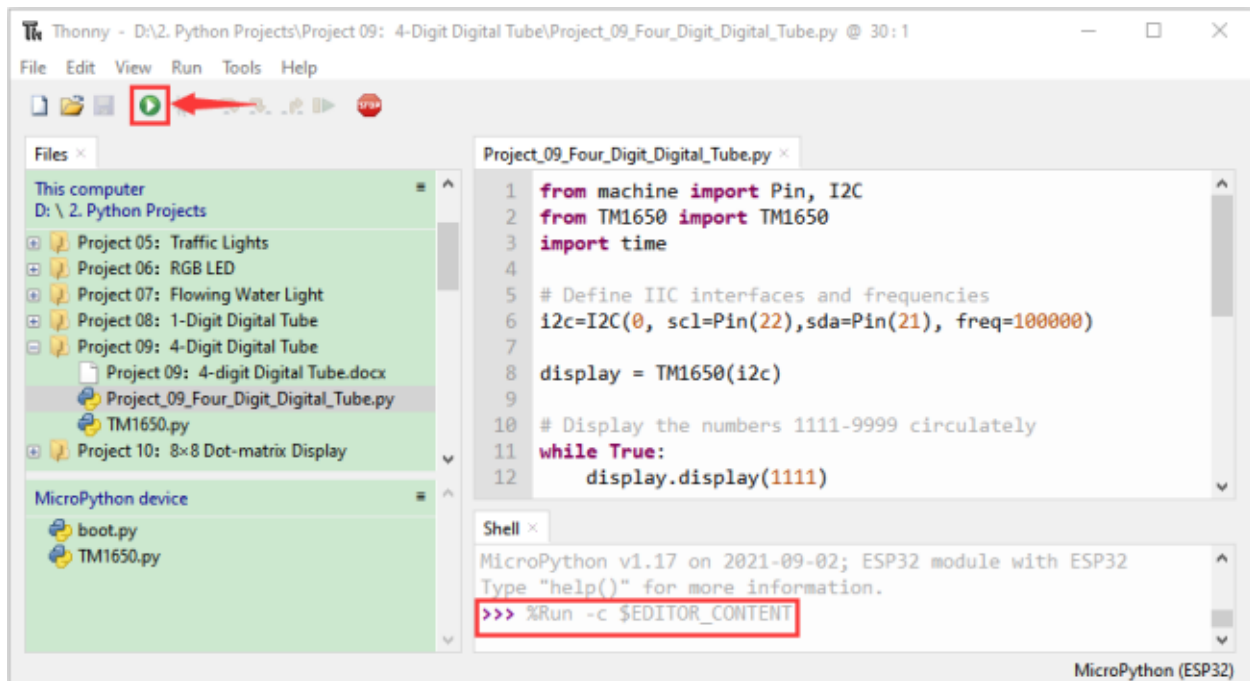 Thonny - D:\2. Python Projects\Project 09： 4-Digit Digital Tube\Project_09_Four_Digit_Digital_Tube.py @ 30 : 1
File Edit View Run Tools Help
STOP
Files
This computer
D: \ 2. Python Projects
Project 05： Traffic Lights
Project 06： RGB LED
Project 07： Flowing Water Light
Project 08： 1-Digit Digital Tube
Project 09： 4-Digit Digital Tube
Project 09： 4-digit Digital Tube.docx
Project_09_Four_Digit_Digital_Tube.py
TM1650.py
Project 10： 8×8 Dot-matrix Display
MicroPython device
boot.py
TM1650.py
Project_09_Four_Digit_Digital_Tube.py
1 from machine import Pin, I2C
2 from TM1650 import TM1650
3 import time
4
5 # Define IIC interfaces and frequencies
6 i2c=I2C(0, scl=Pin(22),sda=Pin(21), freq=100000)
7
8 display = TM1650(i2c)
9
10 # Display the numbers 1111-9999 circulately
11 while True:
12 display.display(1111)
Shell
MicroPython v1.17 on 2021-09-02; ESP32 module with ESP32
Type "help()" for more information.
>>> %Run -c $EDITOR_CONTENT
MicroPython (ESP32)